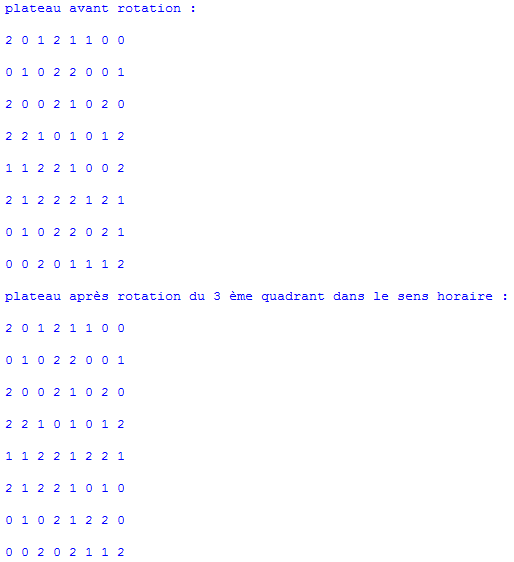 plateau avant rotation :
2 0 1 2 1 1 0 0
0 1 0 2 2 0 0 1
2 0 0 2 1 0 2 0
2 2 1 0 1 0 1 2
1 1 2 2 1 0 0 2
2 1 2 2 2 1 2 1
0 1 0 2 2 0 2 1
0 0 2 0 1 1 1 2
plateau après rotation du 3 ème quadrant dans le sens horaire :
2 0 1 2 1 1 0 0
0 1 0 2 2 0 0 1
2 0 0 2 1 0 2 0
2 2 1 0 1 0 1 2
1 1 2 2 1 2 2 1
2 1 2 2 1 0 1 0
0 1 0 2 1 2 2 0
0 0 2 0 2 1 1 2